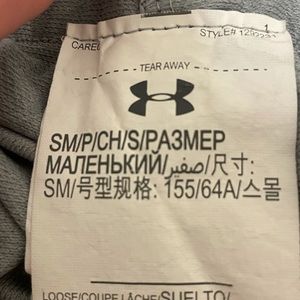 TEAR AWAY
SM/P/CH/S/РАЗМЕР
МАЛЕНЬКИЙ/صغير/尺寸:
SM/号型规格: 155/64A/스몰
LOOSE/COUPE LÂCHE/SUELTO/